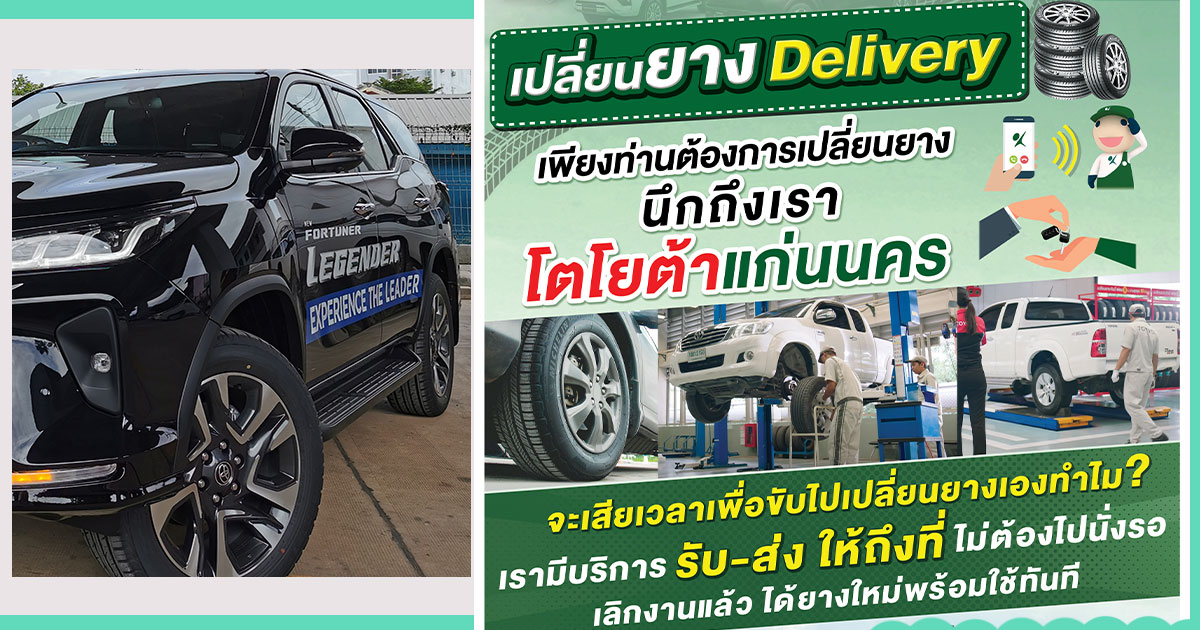 NEW
FORTUNER
LEGENDER
EXPERIENCE THE LEADER
เปลี่ยนยาง Delivery
เพียงท่านต้องการเปลี่ยนยาง
นึกถึงเรา
โตโยต้าแก่นนคร
จะเสียเวลาเพื่อขับไปเปลี่ยนยางเองทำไม?
เรามีบริการ รับ-ส่ง ให้ถึงที่ ไม่ต้องไปนั่งรอ
เลิกงานแล้ว ได้ยางใหม่พร้อมใช้ทันที